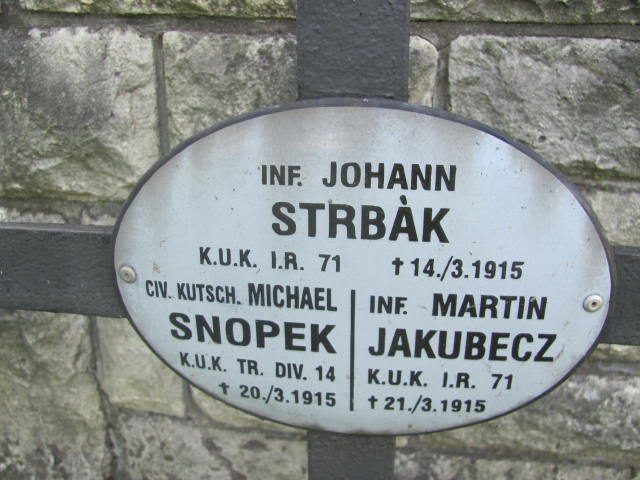 INF. JOHANN
STRBÀK
K.U.K. I.R. 71 †14./3.1915
CIV. KUTSCH. MICHAEL
SNOPEK
K.U.K. TR. DIV. 14
† 20./3.1915
INF. MARTIN
JAKUBECZ
K.U.K. I.R. 71
† 21./3.1915